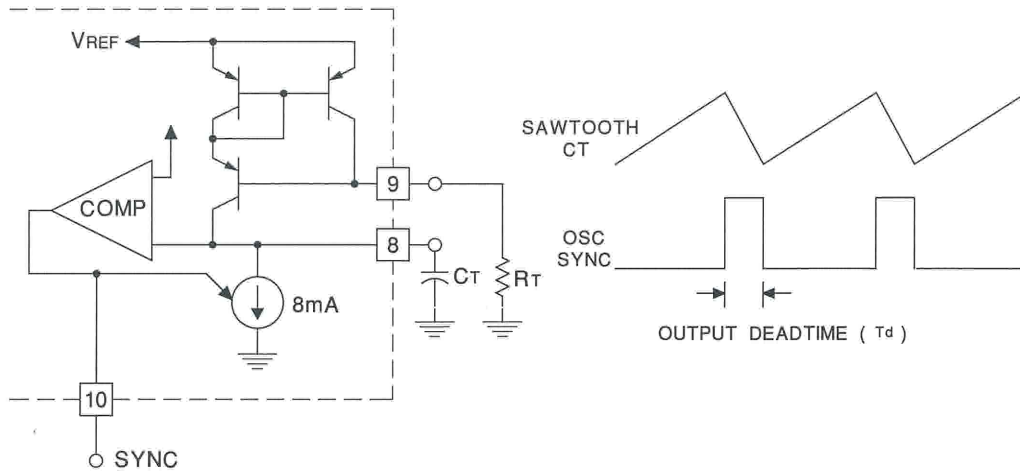 VREF
COMP
9
8
CT
RT
8mA
10
SYNC
SAWTOOTH
CT
OSC
SYNC
OUTPUT DEADTIME ( Td )